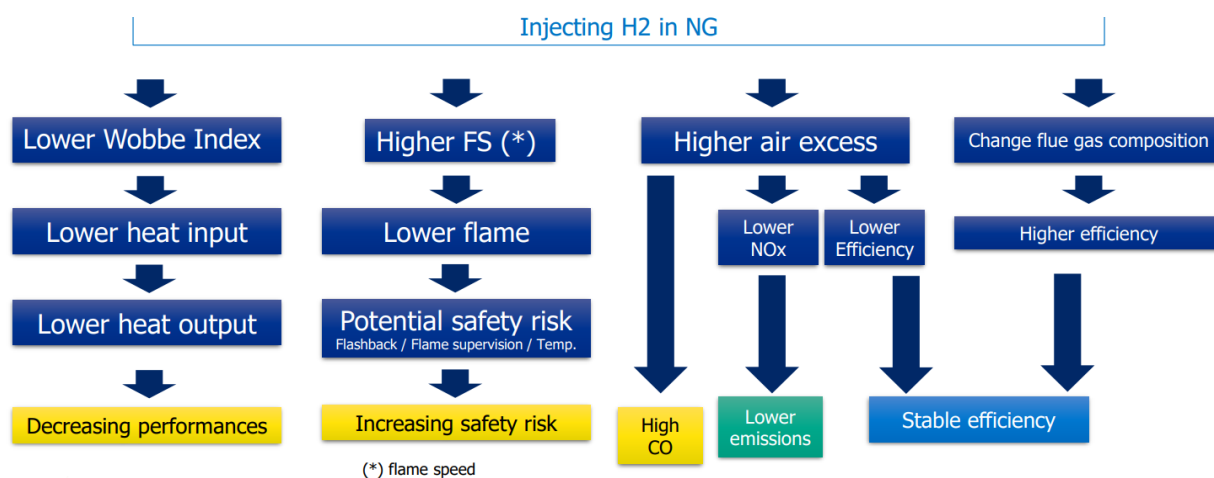 Injecting H2 in NG
Lower Wobbe Index
Higher FS (*)
Higher air excess
Change flue gas composition
Lower heat input
Lower flame
Lower
NOx
Lower
Efficiency
Higher efficiency
Lower heat output
Potential safety risk
Flashback / Flame supervision / Temp.
Decreasing performances
Increasing safety risk
High
CO
Lower
emissions
Stable efficiency
(*) flame speed